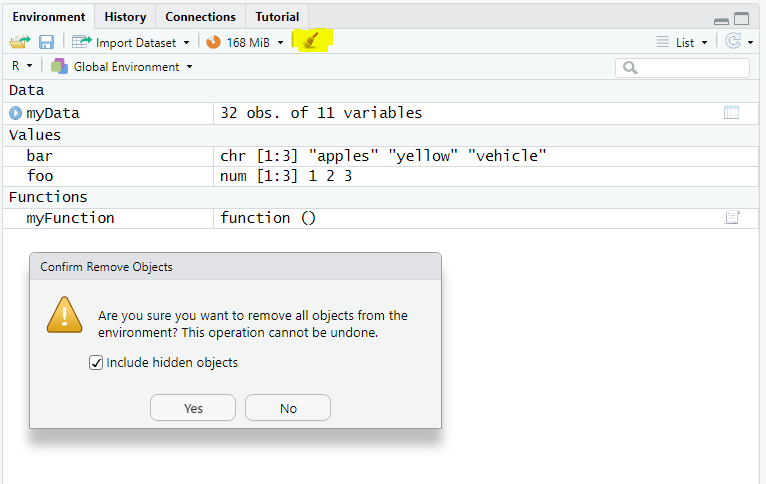 Environment History Connections Tutorial
Import Dataset 168 MiB List
R Global Environment
Data
myData 32 obs. of 11 variables
Values
bar chr [1:3] "apples" "yellow" "vehicle"
foo num [1:3] 1 2 3
Functions
myFunction function ()
Confirm Remove Objects
Are you sure you want to remove all objects from the
environment? This operation cannot be undone.
Include hidden objects
Yes No